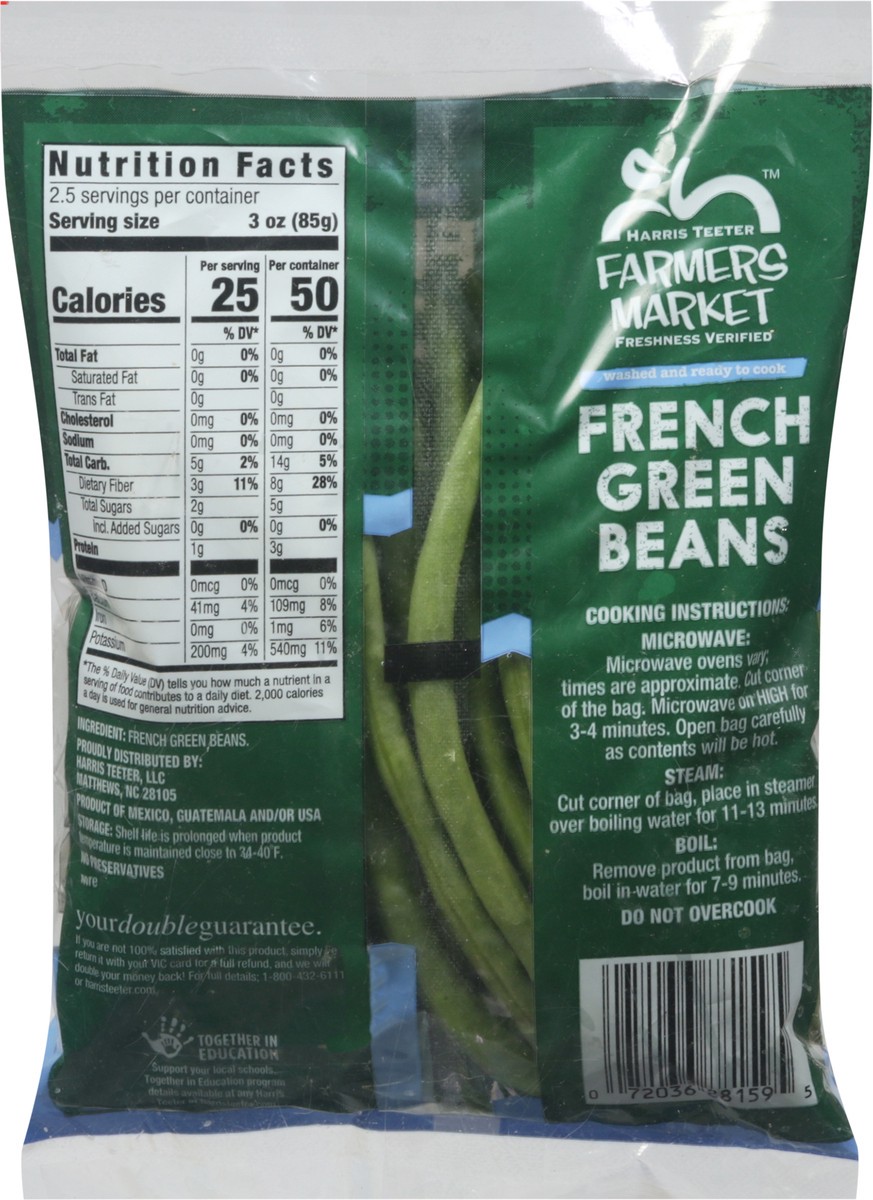 Nutrition Facts
2.5 servings per container
Serving size 3 oz (85g)
Per serving Per container
Calories 25 50
% DV* % DV*
Total Fat 0g 0% 0g 0%
Saturated Fat 0g 0% 0g 0%
Trans Fat 0g 0g
Cholesterol 0mg 0% 0mg 0%
Sodium 0mg 0% 0mg 0%
Total Carb. 5g 2% 14g 5%
Dietary Fiber 3g 11% 8g 28%
Total Sugars 2g 5g
Incl. Added Sugars 0g 0% 0g 0%
Protein 1g 3g
0mcg 0% 0mcg 0%
41mg 4% 109mg 8%
0mg 0% 1mg 6%
Potassium 200mg 4% 540mg 11%
*The % Daily Value (DV) tells you how much a nutrient in a
serving of food contributes to a daily diet. 2,000 calories
a day is used for general nutrition advice.
INGREDIENT: FRENCH GREEN BEANS.
PROUDLY DISTRIBUTED BY:
HARRIS TEETER, LLC
MATTHEWS, NC 28105
PRODUCT OF MEXICO, GUATEMALA AND/OR USA
STORAGE: Shelf life is prolonged when product
temperature is maintained close to 34-40°F.
NO PRESERVATIVES
yourdoubleguarantee.
If you are not 100% satisfied with this product, simply
return it with your VIC card for a full refund, and we will
double your money back! For full details: 1-800-432-6111
or harristeeter.com.
TOGETHER IN
EDUCATION
Support your local schools.
Together in Education program
details available at any Harris
HARRIS TEETER
FARMERS
MARKET
TM
FRESHNESS VERIFIED
washed and ready to cook
FRENCH
GREEN
BEANS
COOKING INSTRUCTIONS:
MICROWAVE:
Microwave ovens vary;
times are approximate. Cut corner
of the bag. Microwave on HIGH for
3-4 minutes. Open bag carefully
as contents will be hot.
STEAM:
Cut corner of bag, place in steamer
over boiling water for 11-13 minutes.
BOIL:
Remove product from bag,
boil in water for 7-9 minutes.
DO NOT OVERCOOK
0 72036 8159 5